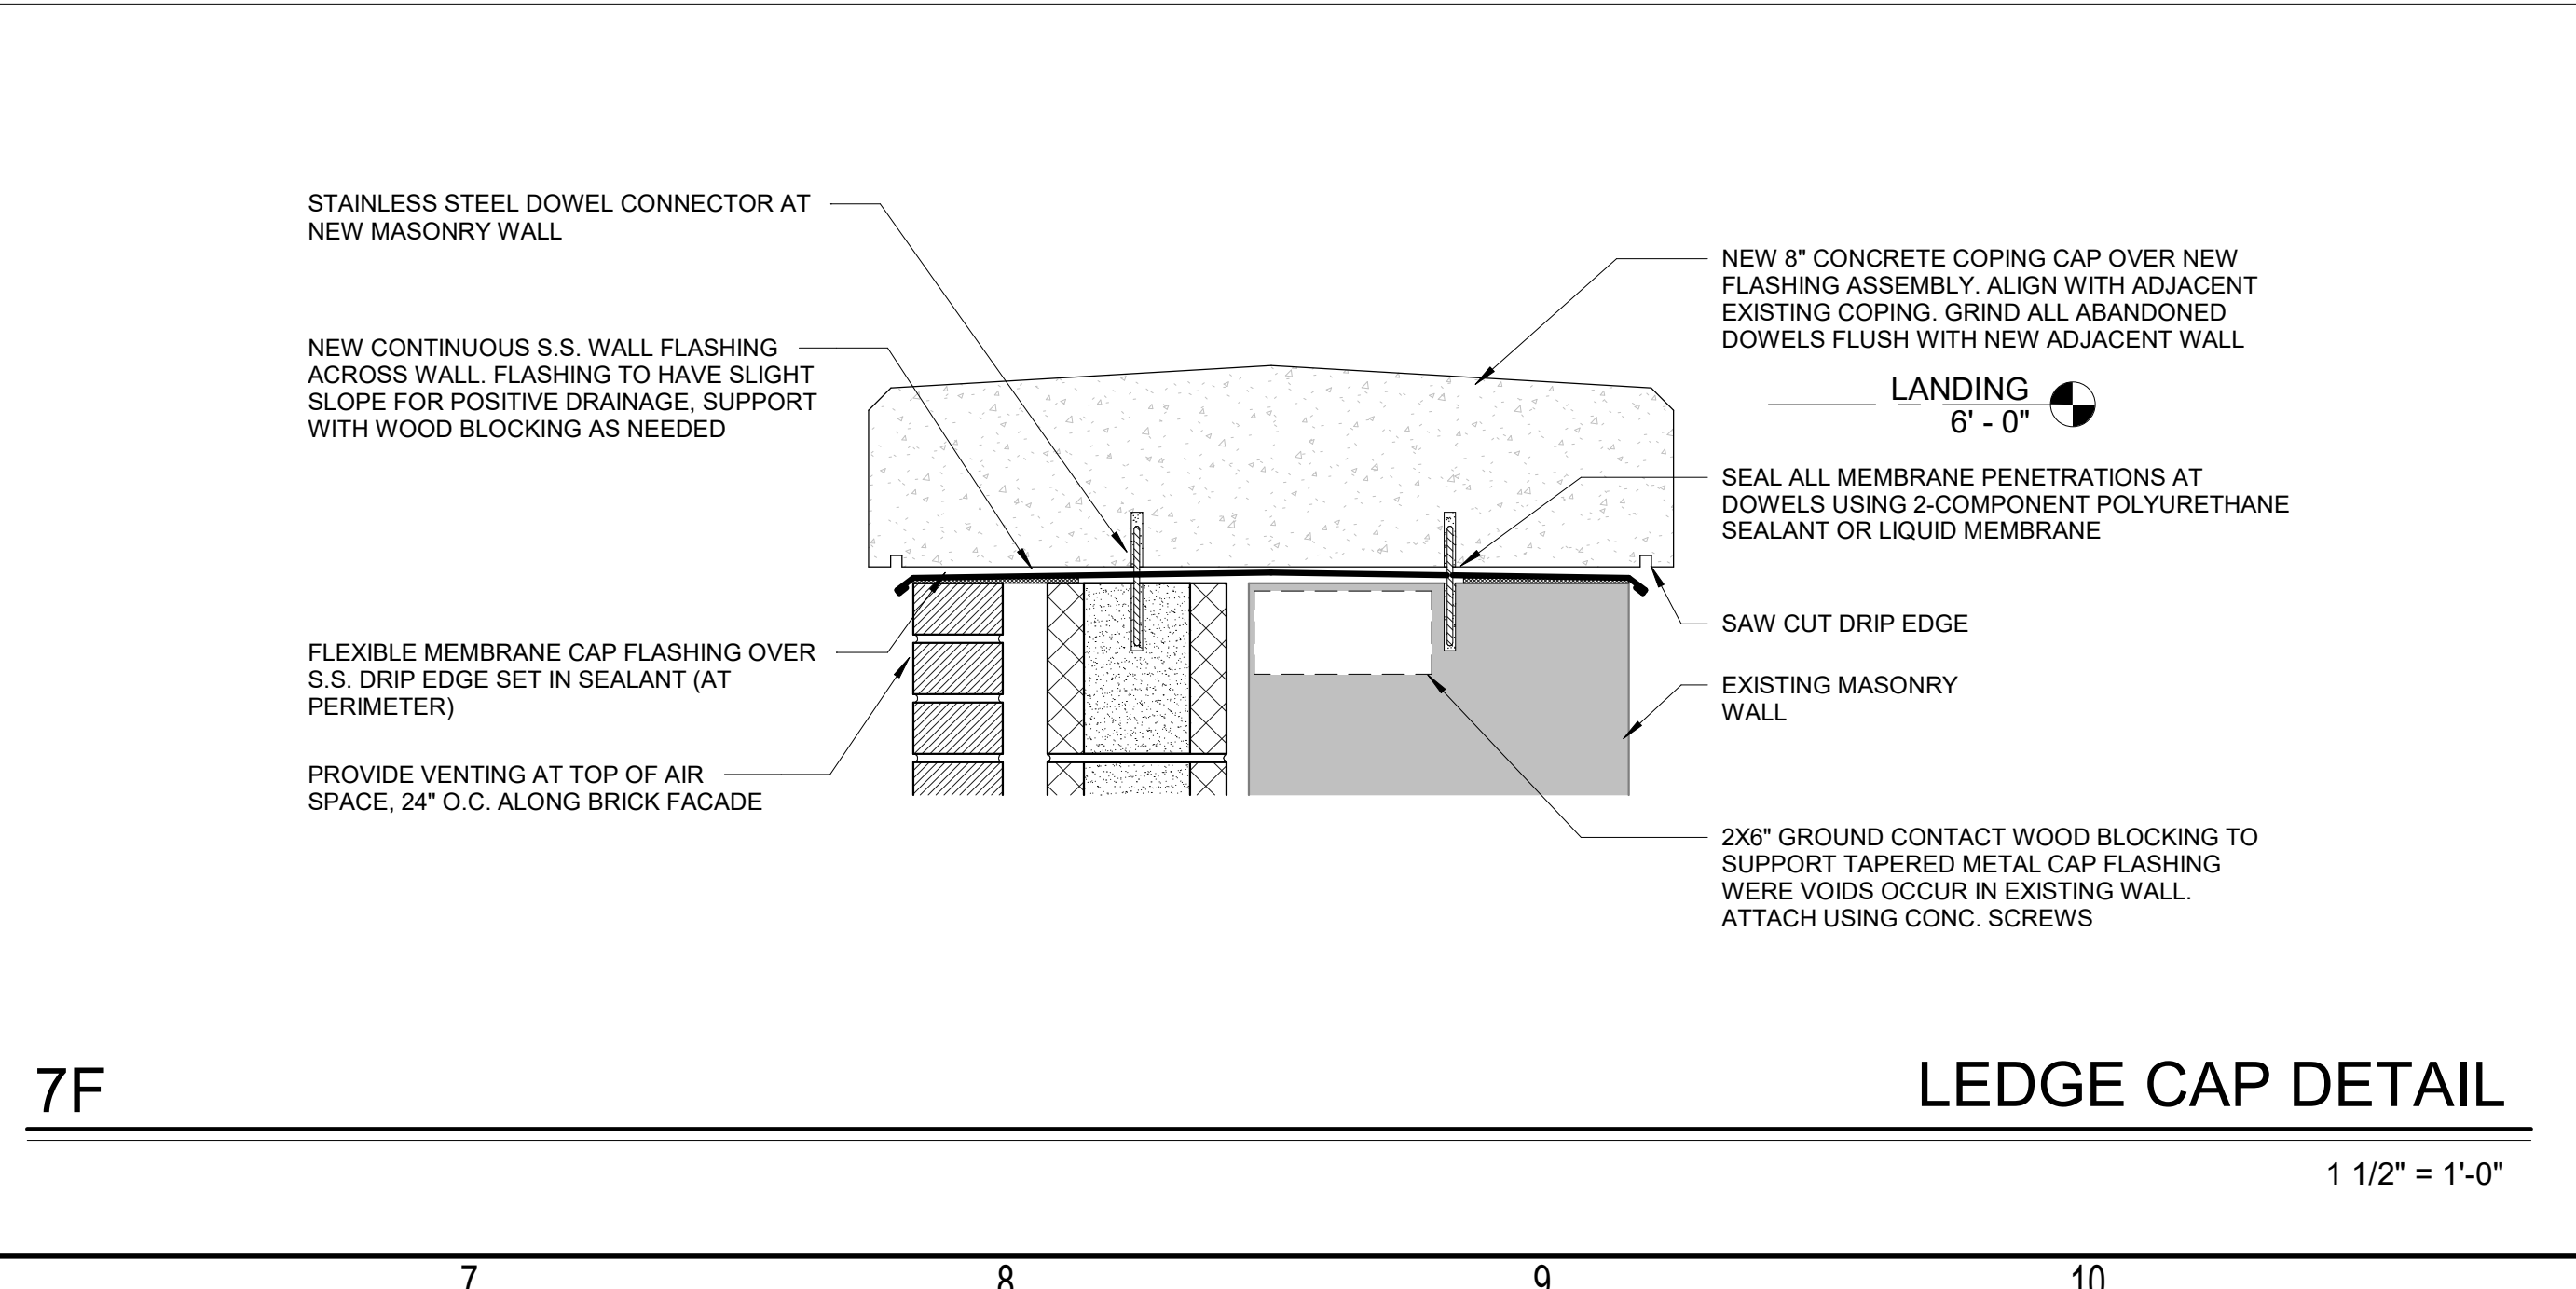 STAINLESS STEEL DOWEL CONNECTOR AT
NEW MASONRY WALL
NEW CONTINUOUS S.S. WALL FLASHING
ACROSS WALL. FLASHING TO HAVE SLIGHT
SLOPE FOR POSITIVE DRAINAGE, SUPPORT
WITH WOOD BLOCKING AS NEEDED
FLEXIBLE MEMBRANE CAP FLASHING OVER
S.S. DRIP EDGE SET IN SEALANT (AT
PERIMETER)
PROVIDE VENTING AT TOP OF AIR
SPACE, 24" O.C. ALONG BRICK FACADE
NEW 8" CONCRETE COPING CAP OVER NEW
FLASHING ASSEMBLY. ALIGN WITH ADJACENT
EXISTING COPING. GRIND ALL ABANDONED
DOWELS FLUSH WITH NEW ADJACENT WALL
LANDING
6' - 0"
SEAL ALL MEMBRANE PENETRATIONS AT
DOWELS USING 2-COMPONENT POLYURETHANE
SEALANT OR LIQUID MEMBRANE
SAW CUT DRIP EDGE
EXISTING MASONRY
WALL
2X6" GROUND CONTACT WOOD BLOCKING TO
SUPPORT TAPERED METAL CAP FLASHING
WERE VOIDS OCCUR IN EXISTING WALL.
ATTACH USING CONC. SCREWS
7F
LEDGE CAP DETAIL
1 1/2" = 1'-0"
7
8
9
10